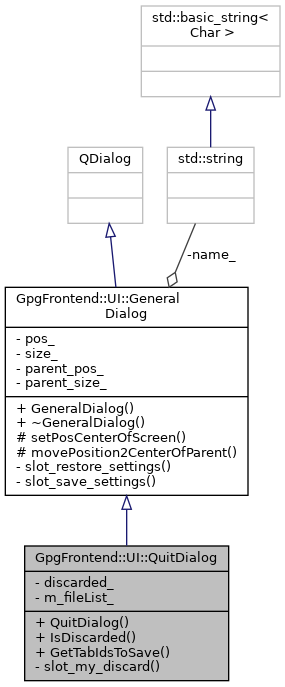 std::basic_string<
Char >
QDialog
std::string
-name_
GpgFrontend::UI::General
Dialog
- pos_
- size_
- parent_pos_
- parent_size_
+ GeneralDialog()
+ ~GeneralDialog()
# setPosCenterOfScreen()
# movePosition2CenterOfParent()
- slot_restore_settings()
- slot_save_settings()
GpgFrontend::UI::QuitDialog
- discarded_
- m_fileList_
+ QuitDialog()
+ IsDiscarded()
+ GetTabIdsToSave()
- slot_my_discard()